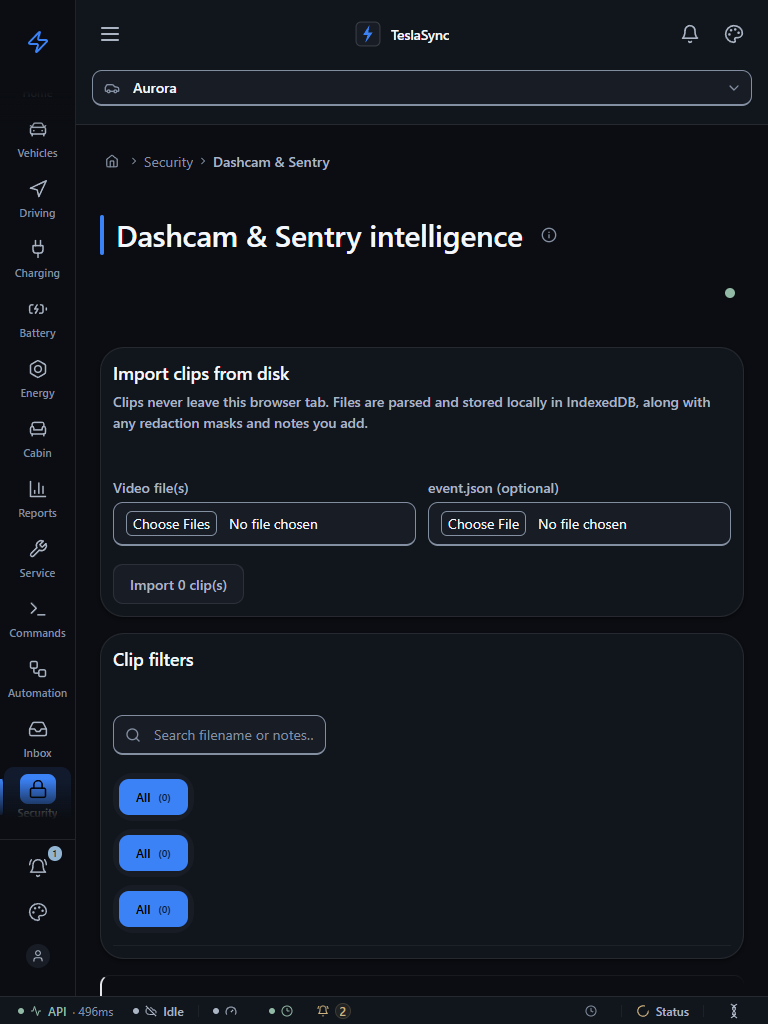 TeslaSync
Aurora
Vehicles
Driving
Charging
Battery
Energy
Cabin
Reports
Service
Commands
Automation
Inbox
Security
1
Security
Dashcam & Sentry
Dashcam & Sentry intelligence
Import clips from disk
Clips never leave this browser tab. Files are parsed and stored locally in IndexedDB, along with
any redaction masks and notes you add.
Video file(s)
event.json (optional)
Choose Files No file chosen
Choose File No file chosen
Import 0 clip(s)
Clip filters
Search filename or notes..
All (0)
All (0)
All (0)
API · 496ms
Idle
2
Status